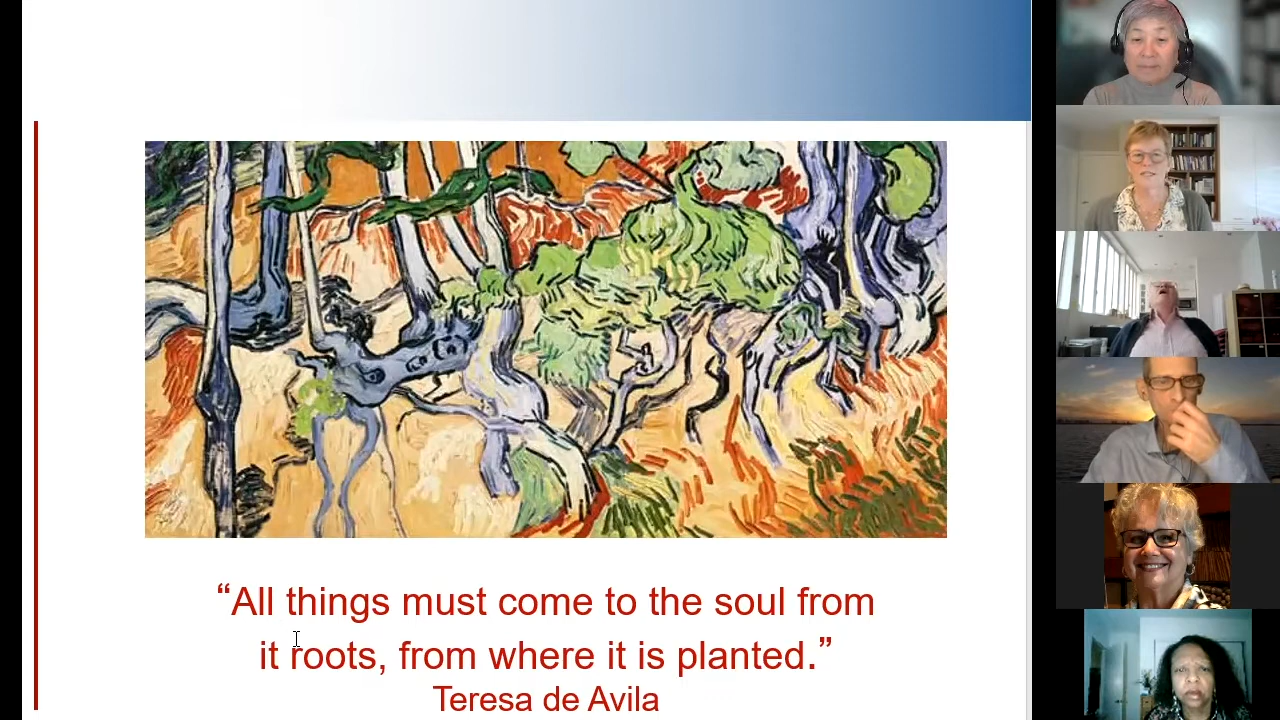 “All things must come to the soul from
it roots, from where it is planted.”
Teresa de Avila